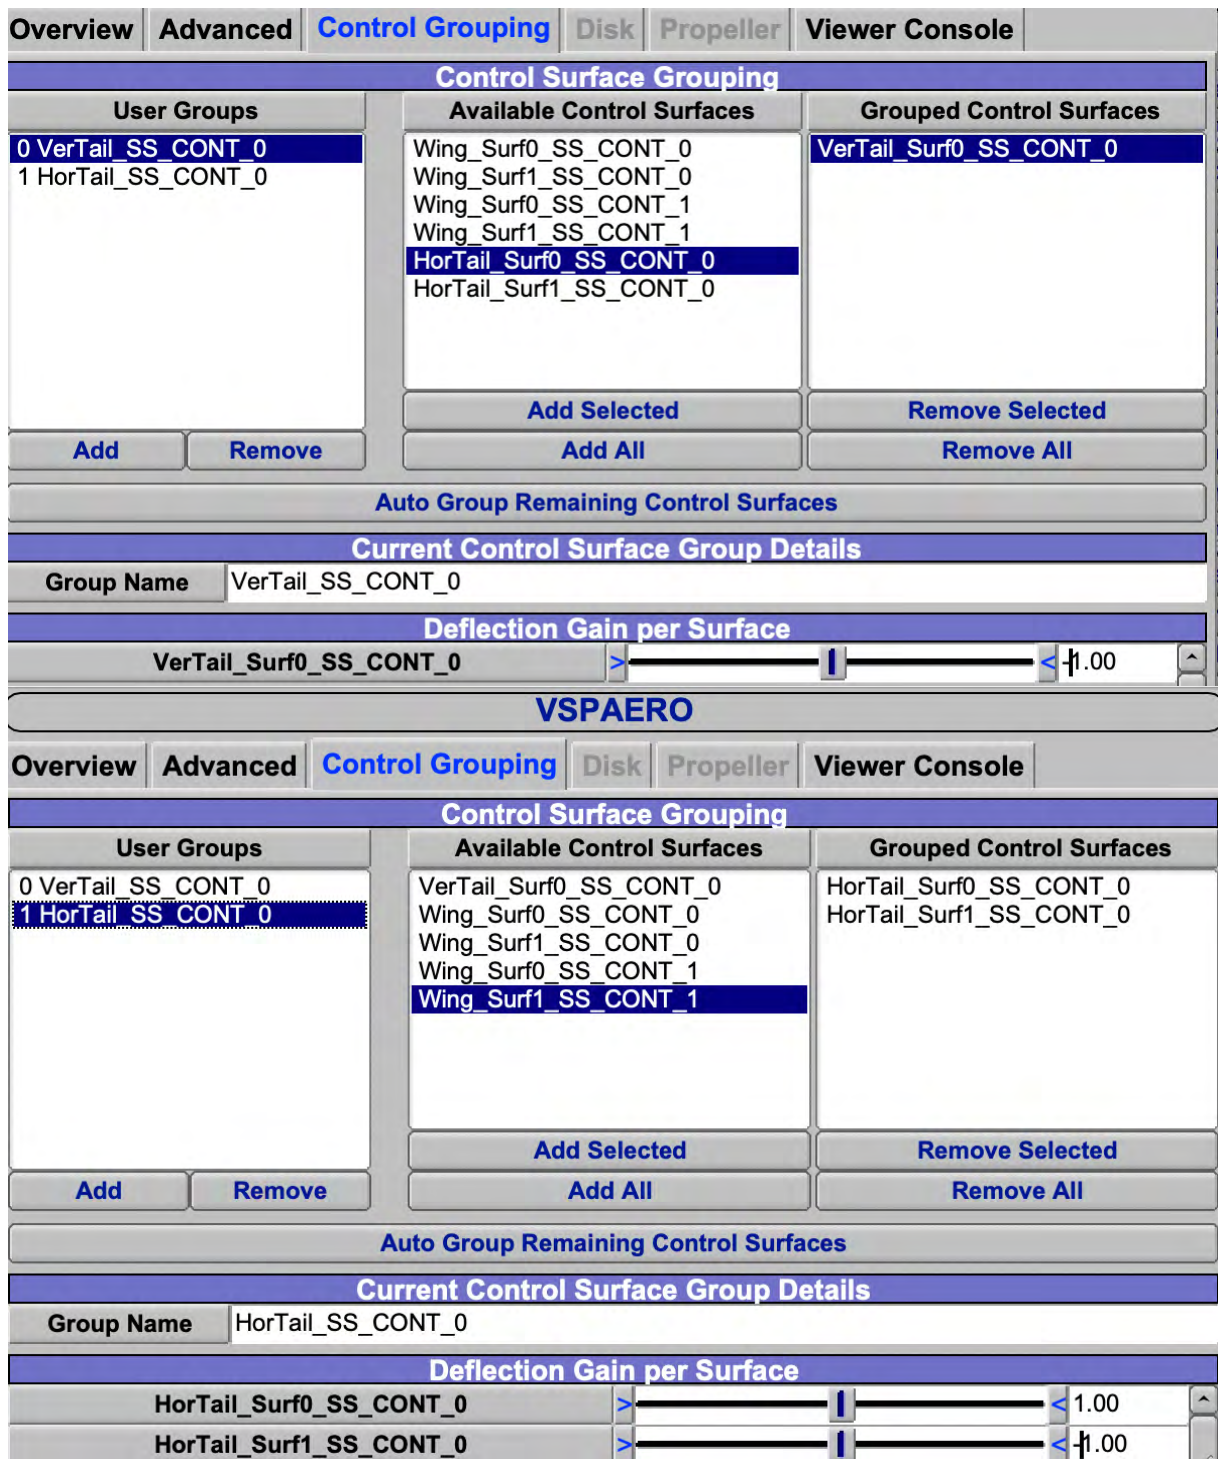 Overview Advanced Control Grouping Disk Propeller Viewer Console
Control Surface Grouping
User Groups Available Control Surfaces Grouped Control Surfaces
0 VerTail_SS_CONT_0 Wing_Surf0_SS_CONT_0 VerTail_Surf0_SS_CONT_0
1 HorTail_SS_CONT_0 Wing_Surf1_SS_CONT_0
Wing_Surf0_SS_CONT_1
Wing_Surf1_SS_CONT_1
HorTail_Surf0_SS_CONT_0
HorTail_Surf1_SS_CONT_0
Add Selected Remove Selected
Add Remove Add All Remove All
Auto Group Remaining Control Surfaces
Current Control Surface Group Details
Group Name VerTail_SS_CONT_0
Deflection Gain per Surface
VerTail_Surf0_SS_CONT_0 > < -1.00
VSPAERO
Overview Advanced Control Grouping Disk Propeller Viewer Console
Control Surface Grouping
User Groups Available Control Surfaces Grouped Control Surfaces
0 VerTail_SS_CONT_0 VerTail_Surf0_SS_CONT_0 HorTail_Surf0_SS_CONT_0
1 HorTail_SS_CONT_0 Wing_Surf0_SS_CONT_0 HorTail_Surf1_SS_CONT_0
Wing_Surf1_SS_CONT_0
Wing_Surf0_SS_CONT_1
Wing_Surf1_SS_CONT_1
Add Selected Remove Selected
Add Remove Add All Remove All
Auto Group Remaining Control Surfaces
Current Control Surface Group Details
Group Name HorTail_SS_CONT_0
Deflection Gain per Surface
HorTail_Surf0_SS_CONT_0 > < 1.00
HorTail_Surf1_SS_CONT_0 > < -1.00